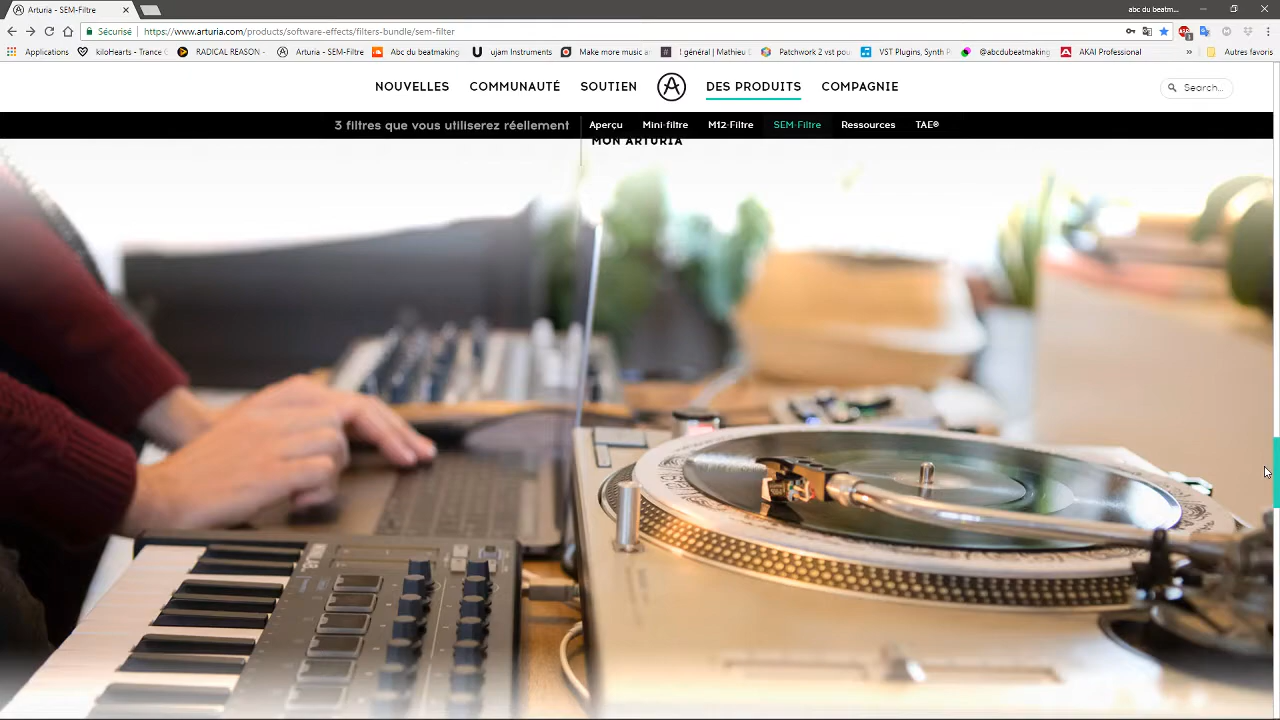 Arturia - SEM-Filtre
abc du beatm...
Sécurisé
https://www.arturia.com/products/software-effects/filters-bundle/sem-filter
Applications
kiloHearts - Trance G
RADICAL REASON -
Arturia - SEM-Filtre
Abc du beatmaking
Ujam Instruments
Make more music a
! général | Mathieu D
Patchwork 2 vst pou
VST Plugins, Synth P
@abcdubeatmaking
AKAI Professional
»
Autres favoris
NOUVELLES
COMMUNAUTÉ
SOUTIEN
DES PRODUITS
COMPAGNIE
Search...
3 filtres que vous utiliserez réellement
Aperçu
Mini-filtre
M12-Filtre
SEM-Filtre
Ressources
TAE®
MON ARTURIA